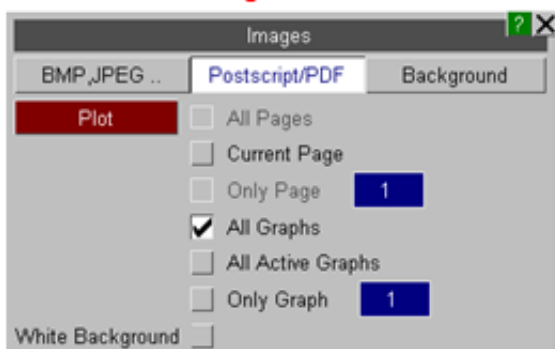 Images ? X
BMP,JPEG .. Postscript/PDF Background
Plot All Pages
Current Page
Only Page 1
All Graphs
All Active Graphs
Only Graph 1
White Background